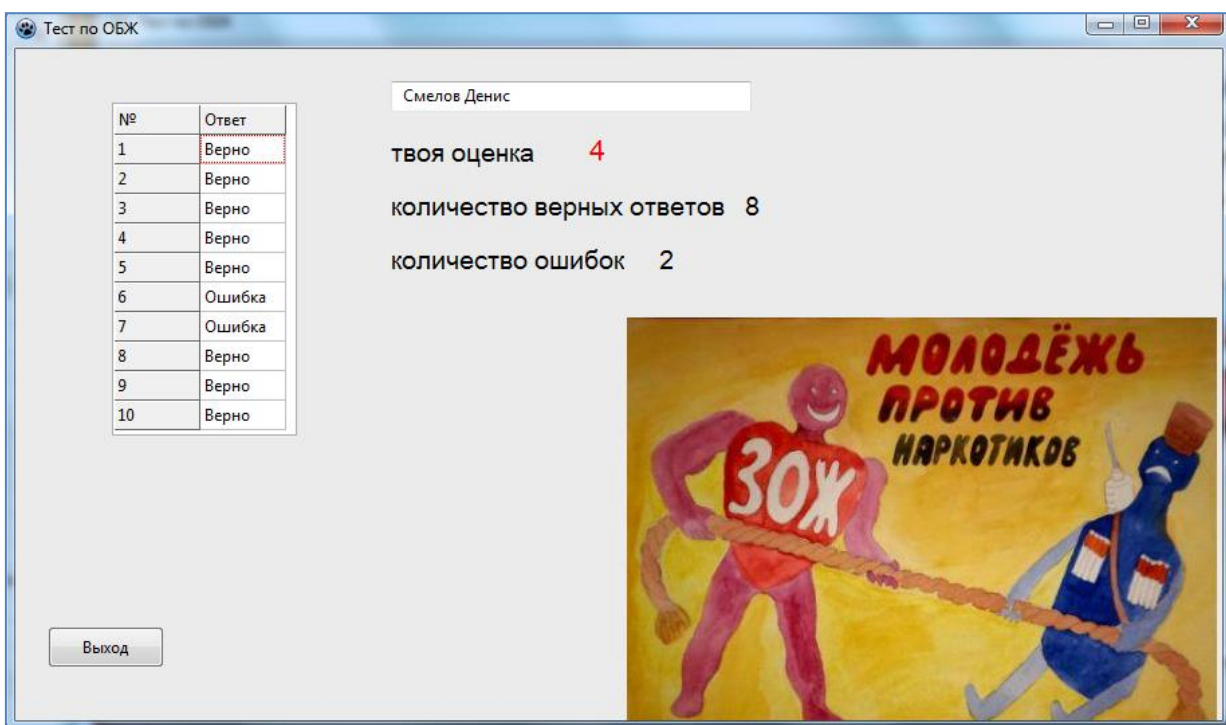 Тест по ОБЖ
Смелов Денис
№ Ответ
1 Верно
2 Верно
3 Верно
4 Верно
5 Верно
6 Ошибка
7 Ошибка
8 Верно
9 Верно
10 Верно
твоя оценка 4
количество верных ответов 8
количество ошибок 2
МОЛОДЁЖЬ
ПРОТИВ
НАРКОТИКОВ
ЗОЖ
Выход